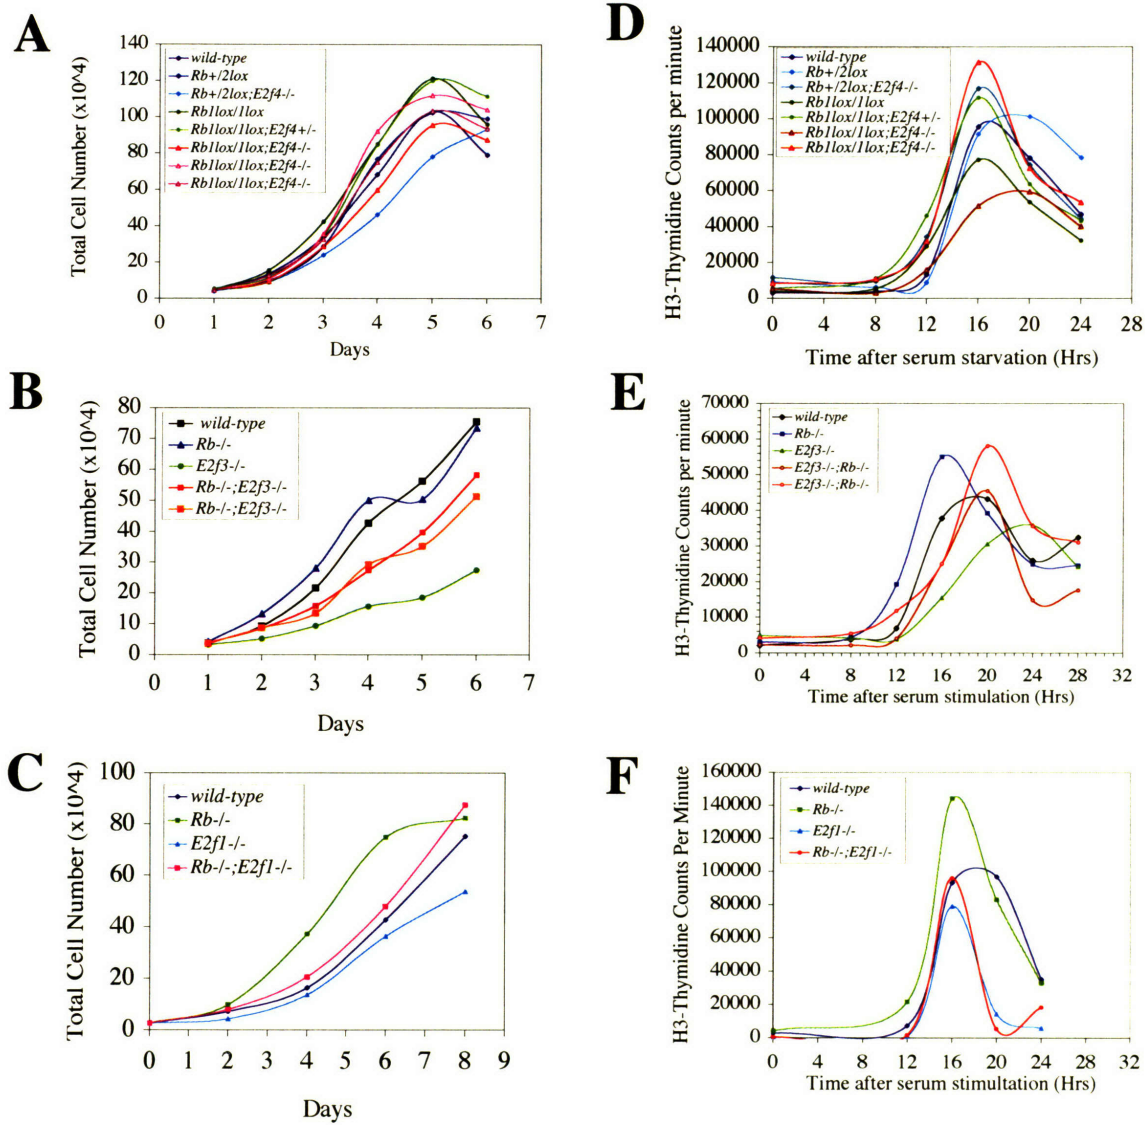 A
Total Cell Number (x10^4)
140
120
100
80
60
40
20
0
wild-type
Rb+/2lox
Rb+/2lox;E2f4-/-
Rb1lox/1lox
Rb1lox/1lox;E2f4+/-
Rb1lox/1lox;E2f4-/-
Rb1lox/1lox;E2f4-/-
Rb1lox/1lox;E2f4-/-
0 1 2 3 4 5 6 7
Days
D
H3-Thymidine Counts per minute
140000
120000
100000
80000
60000
40000
20000
0
wild-type
Rb+/2lox
Rb+/2lox;E2f4-/-
Rb1lox/1lox
Rb1lox/1lox;E2f4+/-
Rb1lox/1lox;E2f4-/-
Rb1lox/1lox;E2f4-/-
0 4 8 12 16 20 24 28
Time after serum starvation (Hrs)
B
Total Cell Number (x10^4)
80
70
60
50
40
30
20
10
0
wild-type
Rb-/-
E2f3-/-
Rb-/-;E2f3-/-
Rb-/-;E2f3-/-
0 1 2 3 4 5 6 7
Days
E
H3-Thymidine Counts per minute
70000
60000
50000
40000
30000
20000
10000
0
wild-type
Rb-/-
E2f3-/-
E2f3-/-;Rb-/-
E2f3-/-;Rb-/-
0 4 8 12 16 20 24 28 32
Time after serum stimulation (Hrs)
C
Total Cell Number (x10^4)
100
80
60
40
20
0
wild-type
Rb-/-
E2f1-/-
Rb-/-;E2f1-/-
0 1 2 3 4 5 6 7 8 9
Days
F
H3-Thymidine Counts Per Minute
160000
140000
120000
100000
80000
60000
40000
20000
0
wild-type
Rb-/-
E2f1-/-
Rb-/-;E2f1-/-
0 4 8 12 16 20 24 28 32
Time after serum stimultation (Hrs)